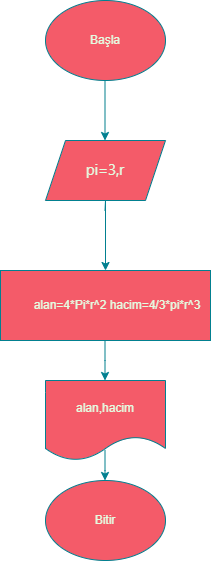 Başla
pi=3,r
alan=4*Pi*r^2 hacim=4/3*pi*r^3
alan,hacim
Bitir